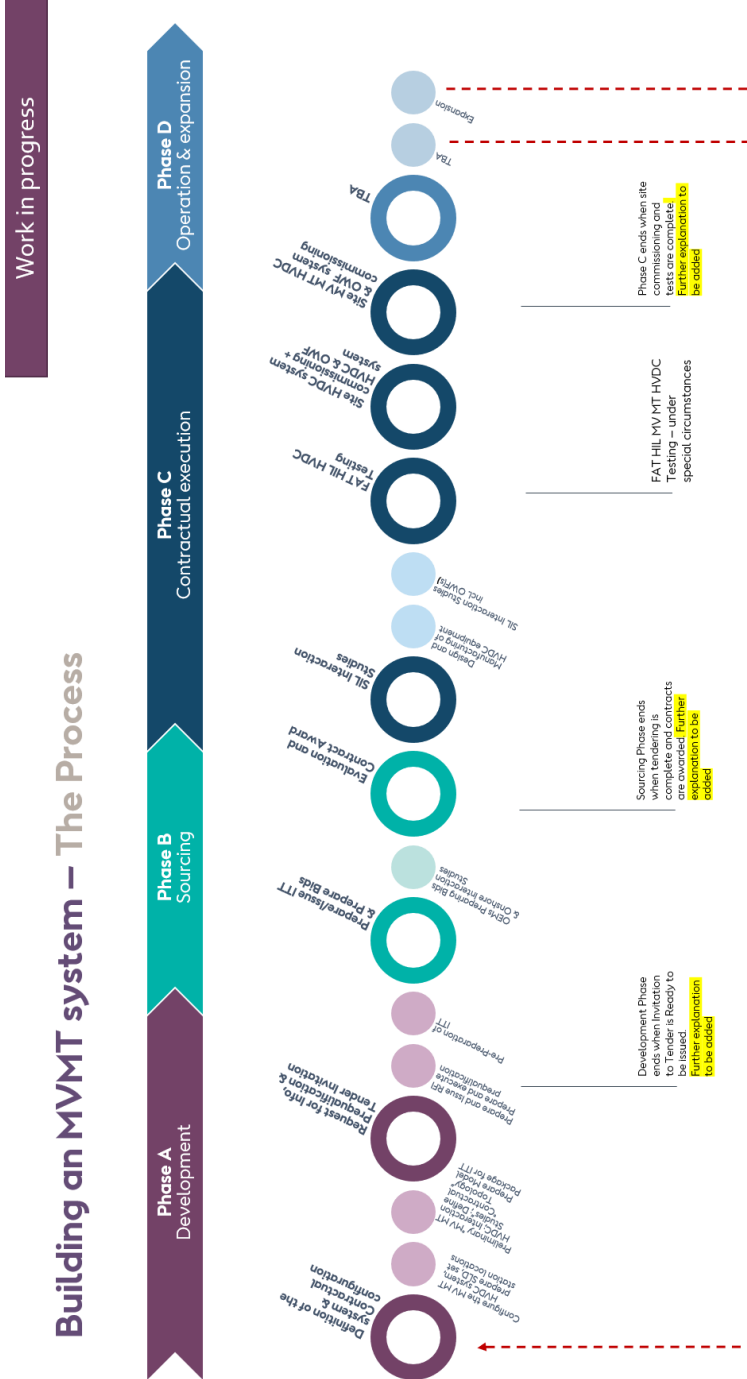 Work in progress
Building an MVMT system – The Process
Phase A
Development
Phase B
Sourcing
Phase C
Contractual execution
Phase D
Operation & expansion
Definition of the
system &
Contractual
configuration
Configure the MV MT
HVDC system,
prepare SLD, set
station locations
Preliminary "MV MT
HVDC Interaction
"Studies", Define
"Contractual
Topology"
Prepare Model
Package for ITT
Request for Info,
Prequalification &
Tender Invitation
Prepare and Issue RFI
Prepare and execute
prequalification
Pre-Preparation of
ITT
Prepare/Issue ITT
& Prepare Bids
OEMs Preparing Bids
& Onshore Interaction
Studies
Evaluation and
Contract Award
SIL Interaction
Studies
Design and
Manufacturing of
HVDC equipment
SIL Interaction Studies
incl. OWF(s)
FAT HIL HVDC
Testing
Site HVDC system
commissioning +
HVDC & OWF
system
Site MV MT HVDC
& OWF system
commissioning
TBA
TBA
Expansion
Development Phase
ends when Invitation
to Tender is Ready to
be issued.
Further explanation
to be added
Sourcing Phase ends
when tendering is
complete and contracts
are awarded. Further
explanation to be
added
FAT HIL MV MT HVDC
Testing – under
special circumstances
Phase C ends when site
commissioning and
tests are complete.
Further explanation to
be added